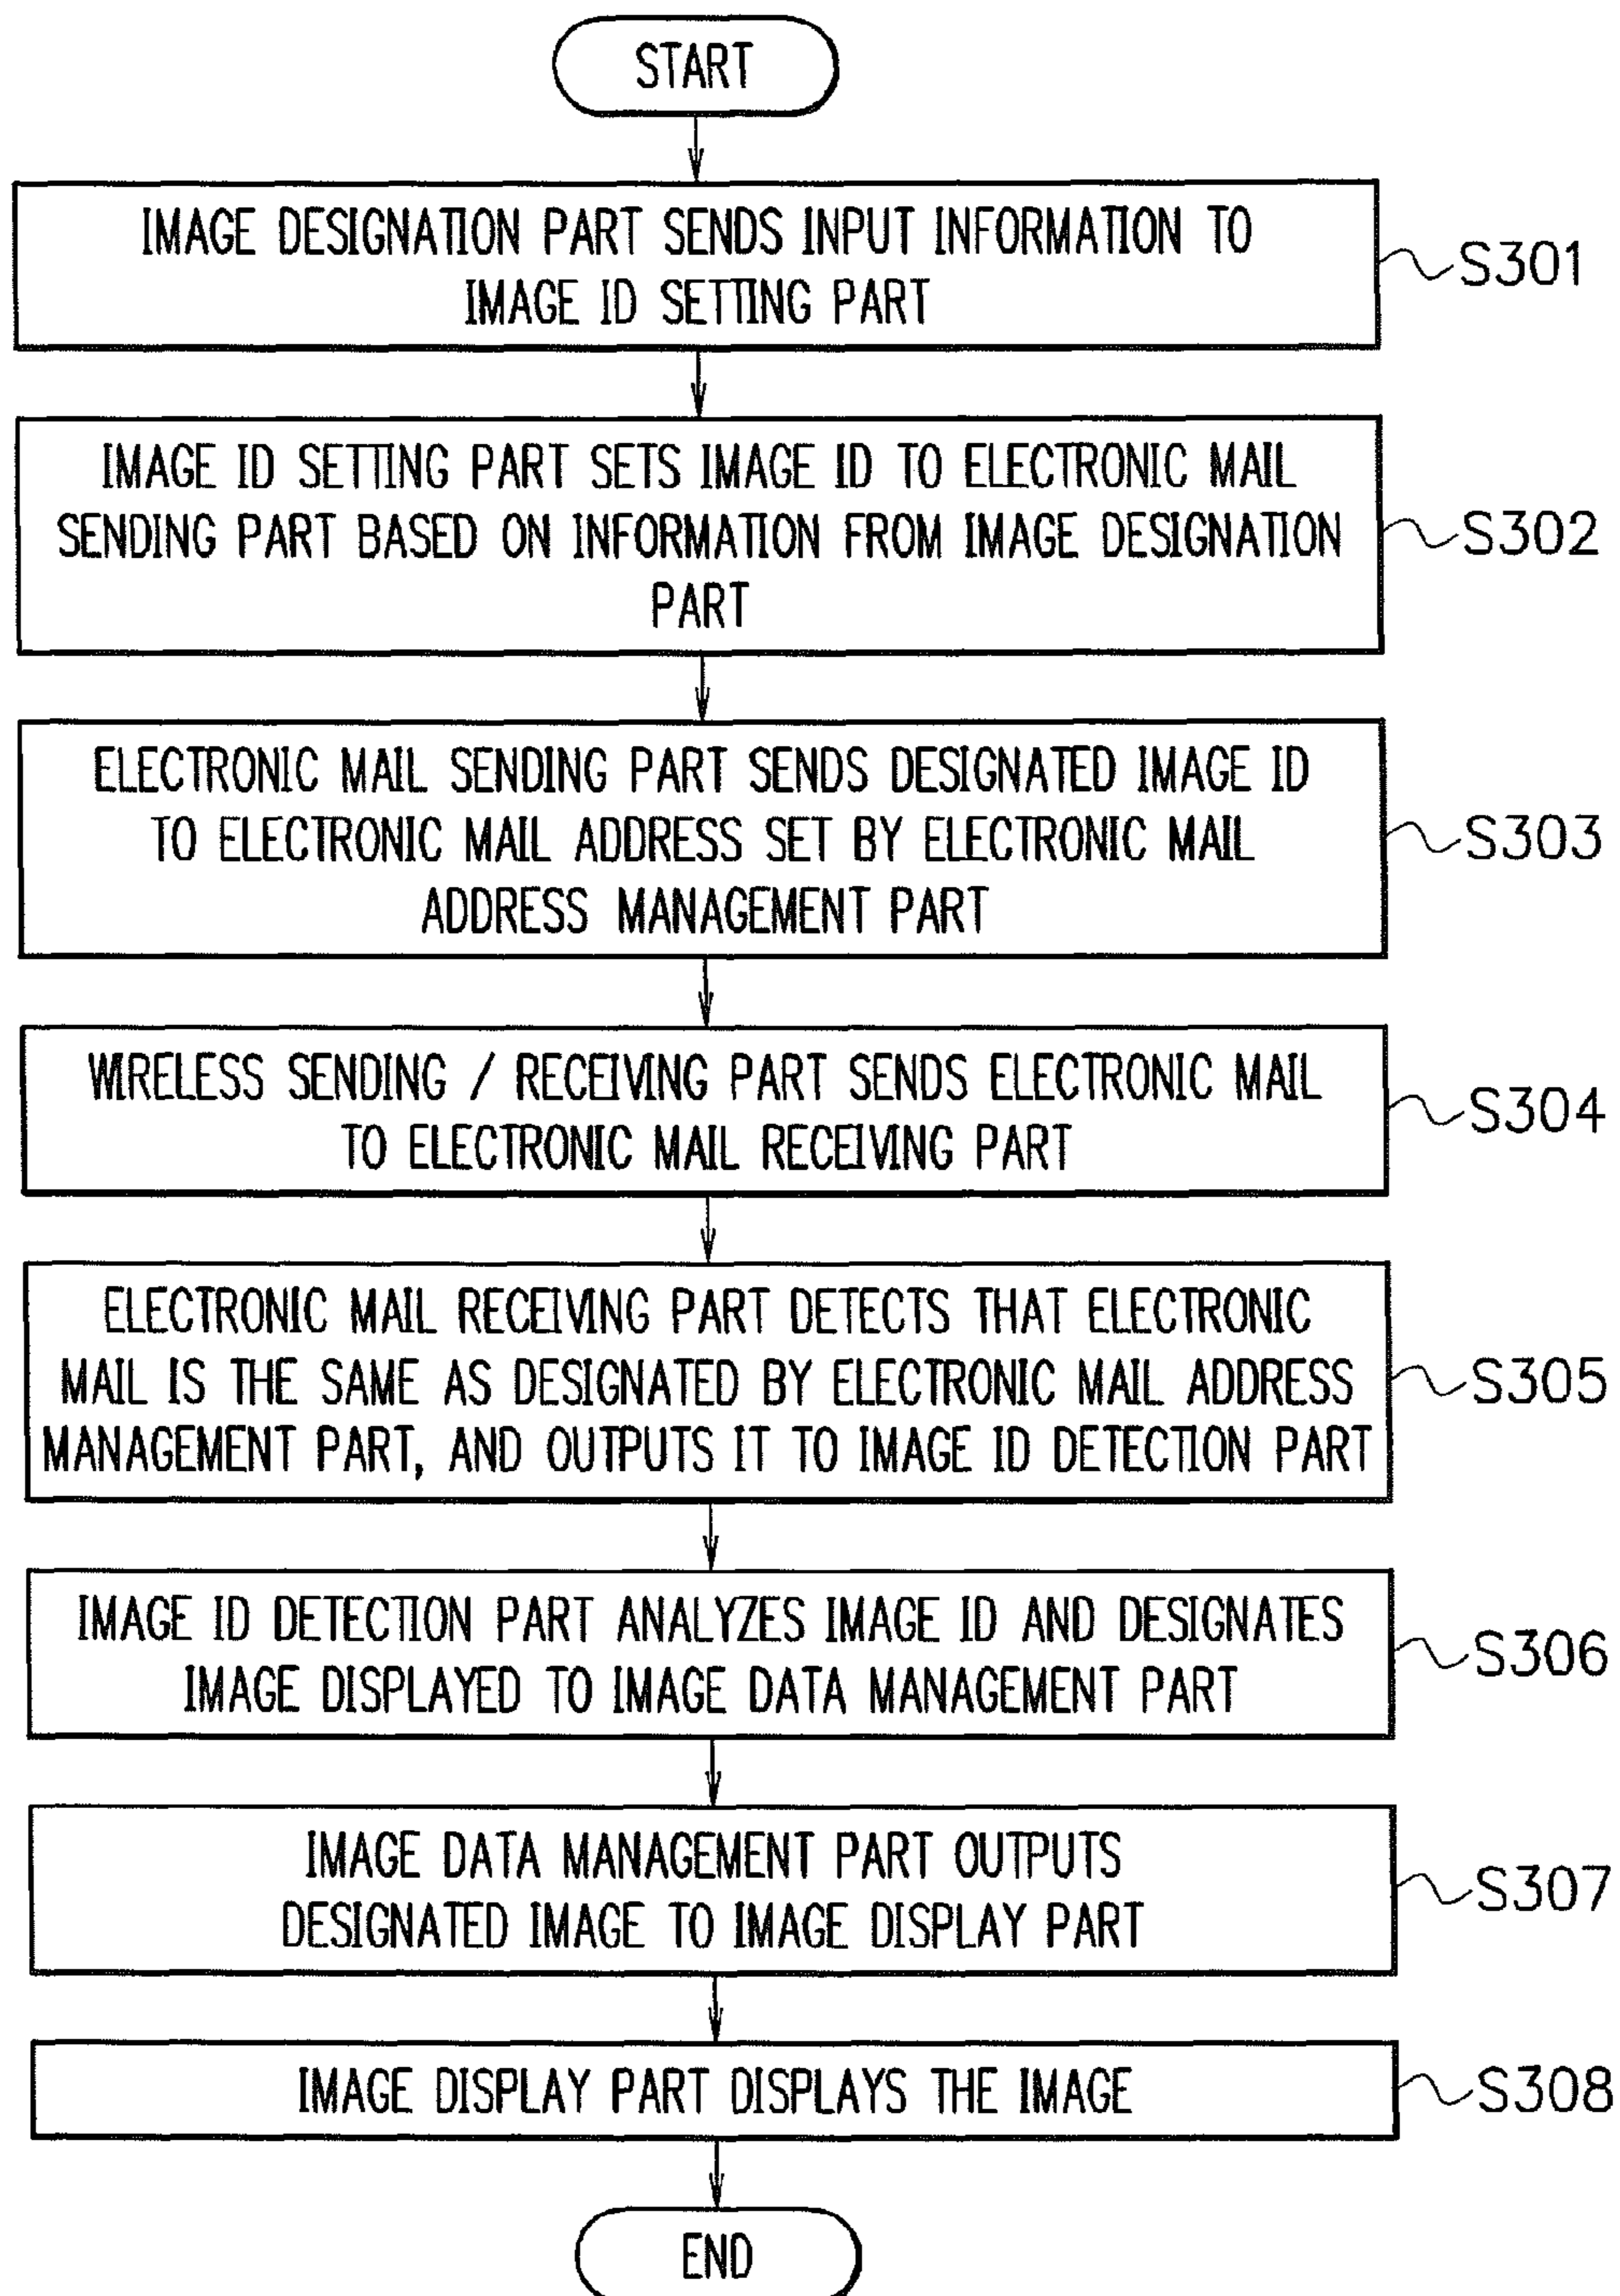 START
IMAGE DESIGNATION PART SENDS INPUT INFORMATION TO
IMAGE ID SETTING PART
S301
IMAGE ID SETTING PART SETS IMAGE ID TO ELECTRONIC MAIL
SENDING PART BASED ON INFORMATION FROM IMAGE DESIGNATION
PART
S302
ELECTRONIC MAIL SENDING PART SENDS DESIGNATED IMAGE ID
TO ELECTRONIC MAIL ADDRESS SET BY ELECTRONIC MAIL
ADDRESS MANAGEMENT PART
S303
WIRELESS SENDING / RECEIVING PART SENDS ELECTRONIC MAIL
TO ELECTRONIC MAIL RECEIVING PART
S304
ELECTRONIC MAIL RECEIVING PART DETECTS THAT ELECTRONIC
MAIL IS THE SAME AS DESIGNATED BY ELECTRONIC MAIL ADDRESS
MANAGEMENT PART, AND OUTPUTS IT TO IMAGE ID DETECTION PART
S305
IMAGE ID DETECTION PART ANALYZES IMAGE ID AND DESIGNATES
IMAGE DISPLAYED TO IMAGE DATA MANAGEMENT PART
S306
IMAGE DATA MANAGEMENT PART OUTPUTS
DESIGNATED IMAGE TO IMAGE DISPLAY PART
S307
IMAGE DISPLAY PART DISPLAYS THE IMAGE
S308
END